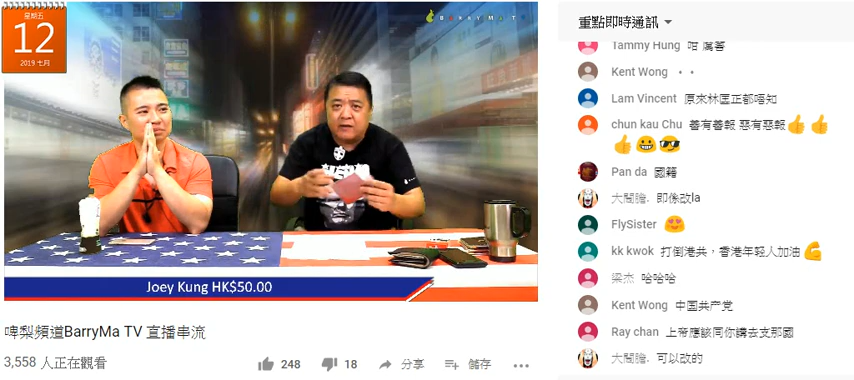 星期五
12
2019 七月
BARRYMA TV
Joey Kung HK$50.00
啤梨頻道BarryMa TV 直播串流
3,558 人正在觀看
248
18
分享
儲存
重點即時通訊
Tammy Hung
Kent Wong • •
Lam Vincent 原來林匡正都唔知
chun kau Chu 善有善報 惡有惡報👍👍
👍😬😎
Pan da 國籍
大間膽. 即係改la
FlySister 😍
kk kwok 打倒港共，香港年輕人加油💪
梁杰 哈哈哈
Kent Wong 中国共产党
Ray chan 上帝應該同你講去支那國
大間膽. 可以改的